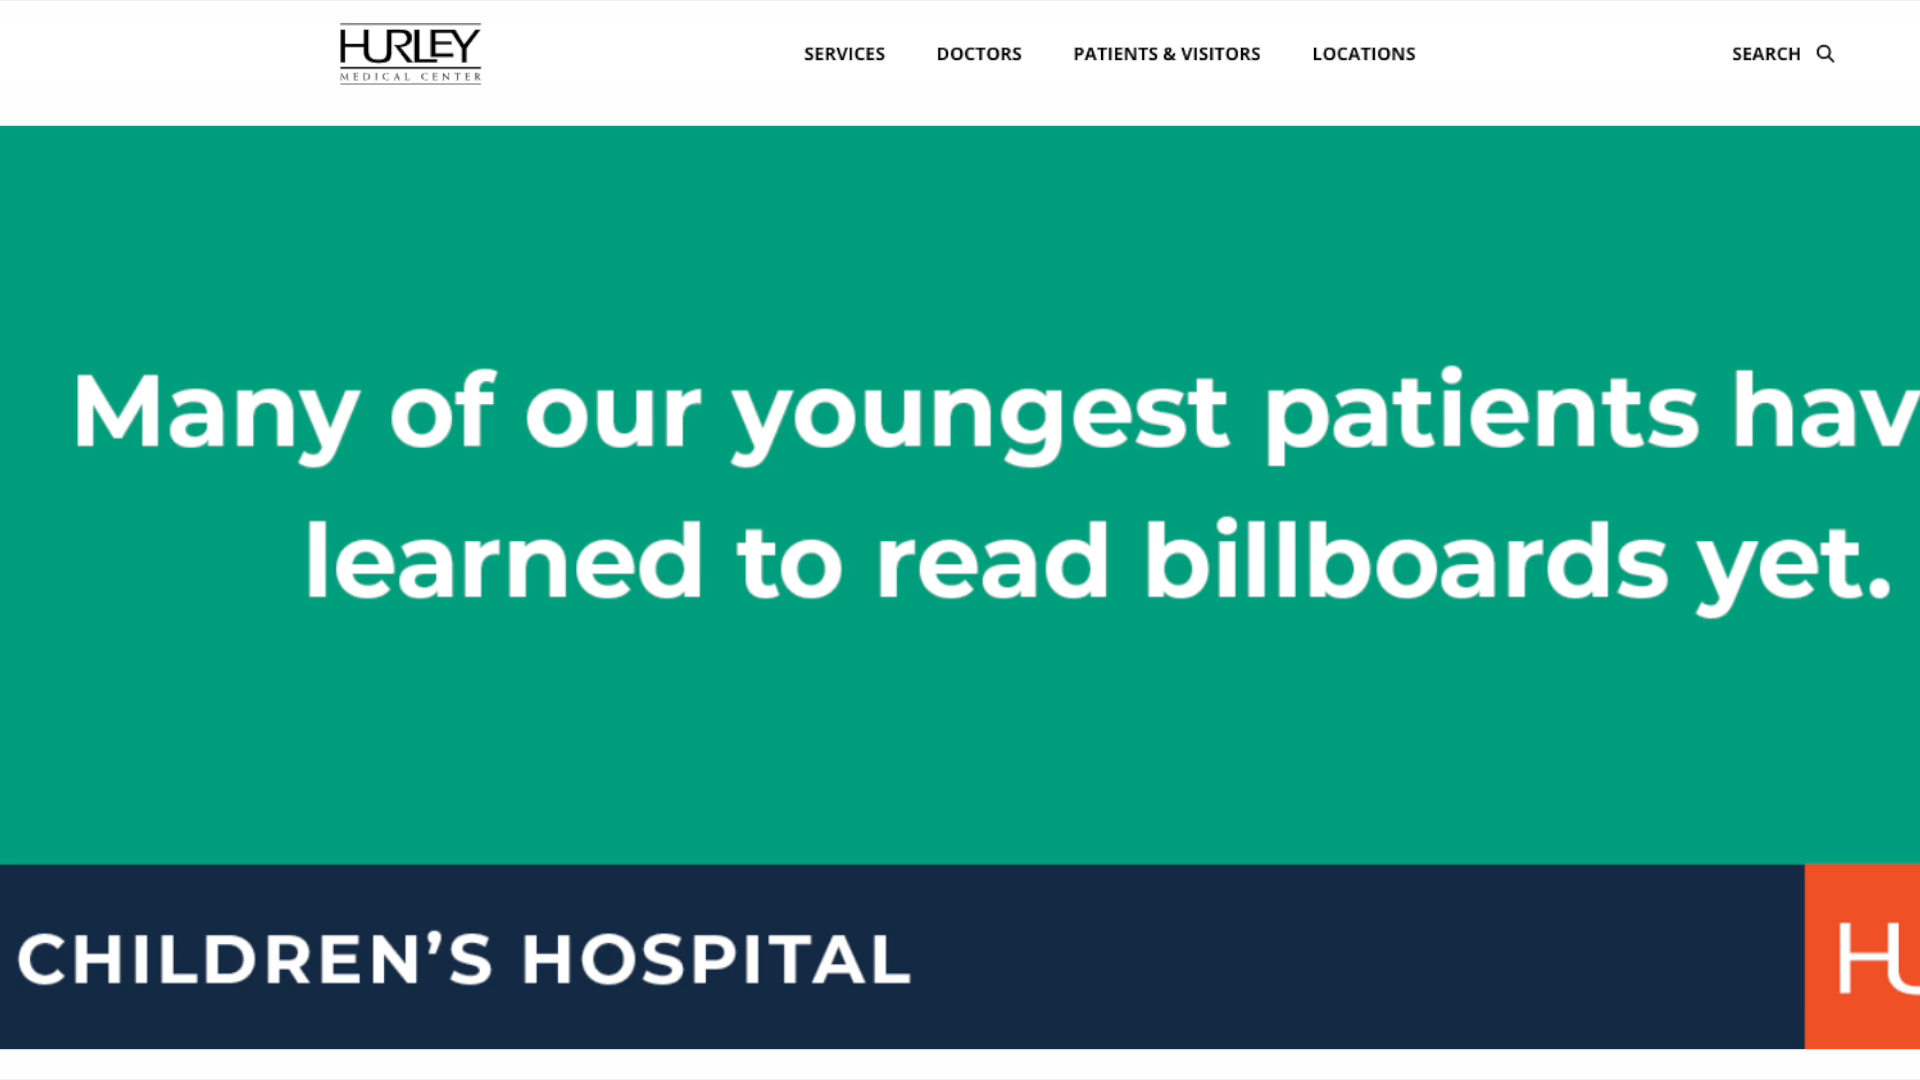 HURLEY
MEDICAL CENTER
SERVICES DOCTORS PATIENTS & VISITORS LOCATIONS SEARCH
Many of our youngest patients hav
learned to read billboards yet.
CHILDREN’S HOSPITAL HU